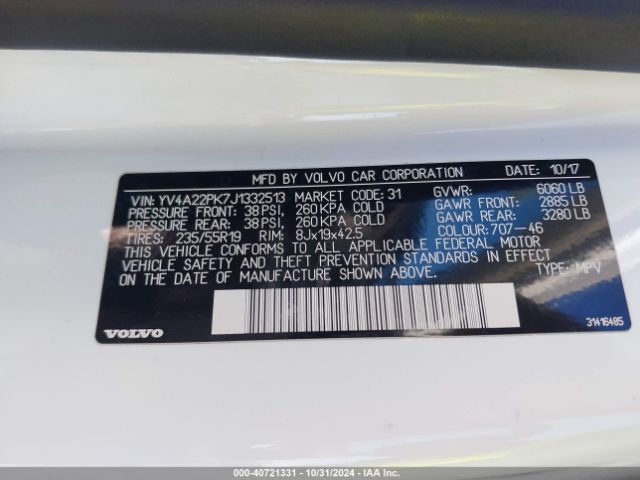 MFD BY VOLVO CAR CORPORATION DATE: 10/17
VIN: YV4A22PK7J1332513 MARKET CODE: 31 GVWR: 6060 LB
PRESSURE FRONT: 38 PSI, 260 KPA COLD GAWR FRONT: 2885 LB
PRESSURE REAR: 38 PSI, 260 KPA COLD GAWR REAR: 3280 LB
TIRES: 235/55R19 RIM: 8Jx19x42.5 COLOUR: 707-46
THIS VEHICLE CONFORMS TO ALL APPLICABLE FEDERAL MOTOR
VEHICLE SAFETY AND THEFT PREVENTION STANDARDS IN EFFECT
ON THE DATE OF MANUFACTURE SHOWN ABOVE. TYPE: MPV
VOLVO
31416485
00-40721331 - 10/31/2024 - IAA Inc.